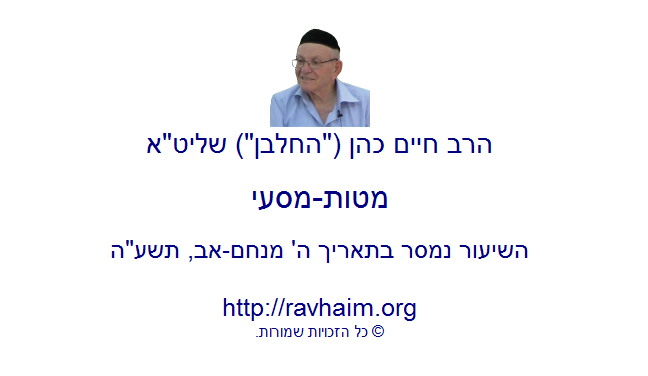 הרב חיים כהן ("החלבן") שליט"א
מטות-מסעי
השיעור נמסר בתאריך ה' מנחם-אב, תשע"ה
http://ravhaim.org
© כל הזכויות שמורות.